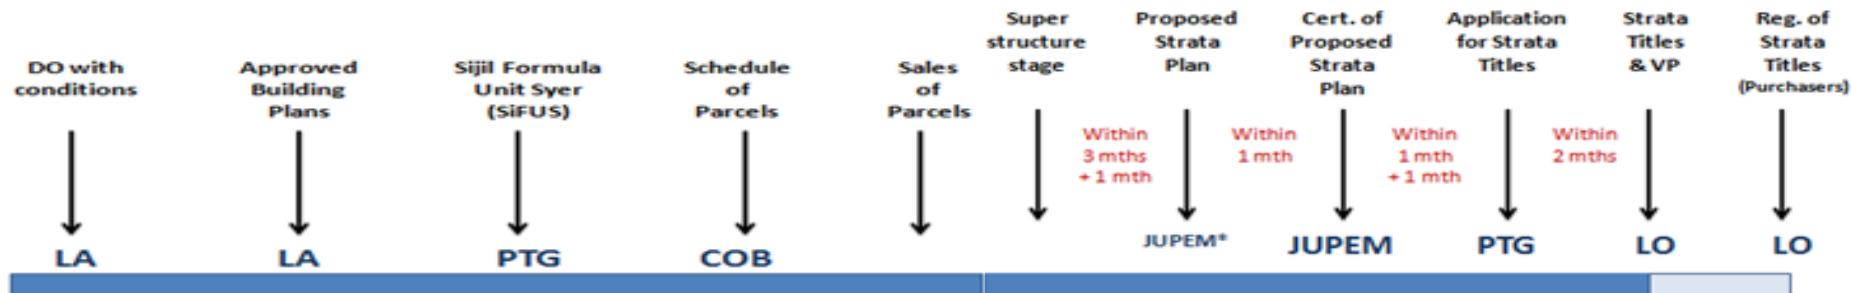 DO with
conditions
Approved
Building
Plans
Sijil Formula
Unit Syer
(SiFUS)
Schedule
of
Parcels
Sales
of
Parcels
Super
structure
stage
Proposed
Strata
Plan
Cert. of
Proposed
Strata
Plan
Application
for Strata
Titles
Strata
Titles
& VP
Reg. of
Strata
Titles
(Purchasers)
Within
3 mths
+ 1 mth
Within
1 mth
Within
1 mth
+ 1 mth
Within
2 mths
LA
LA
PTG
COB
JUPEM*
JUPEM
PTG
LO
LO